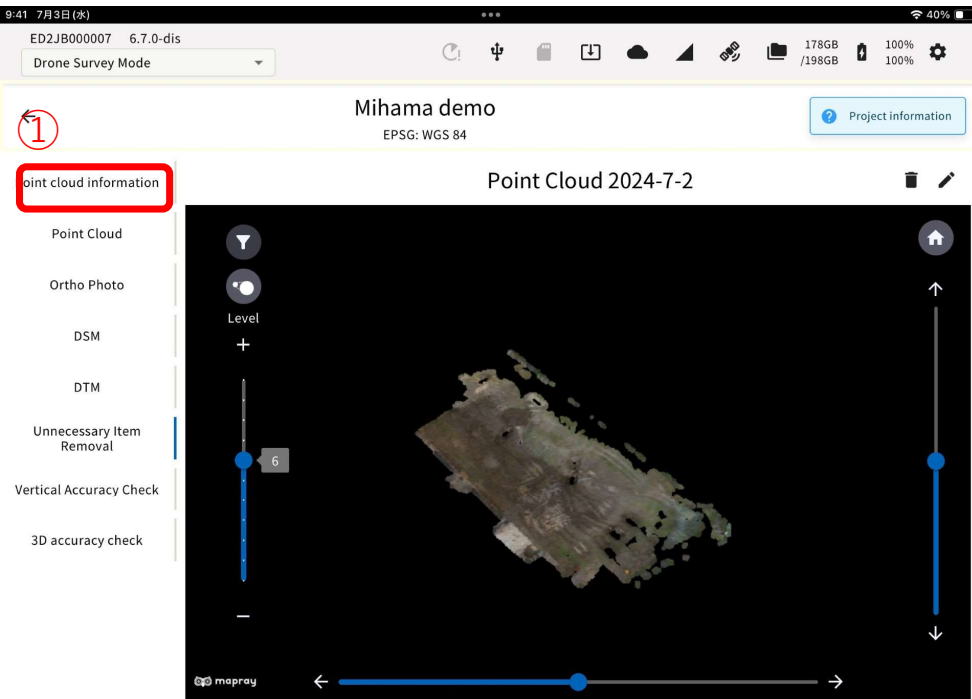 9:41 7月3日(水)
40%
ED2JB000007 6.7.0-dis
Drone Survey Mode
178GB
/198GB
100%
100%
Mihama demo
EPSG: WGS 84
Project information
①
oint cloud information
Point Cloud 2024-7-2
Point Cloud
Ortho Photo
DSM
DTM
Unnecessary Item
Removal
Vertical Accuracy Check
3D accuracy check
Level
+
6
−
mapray